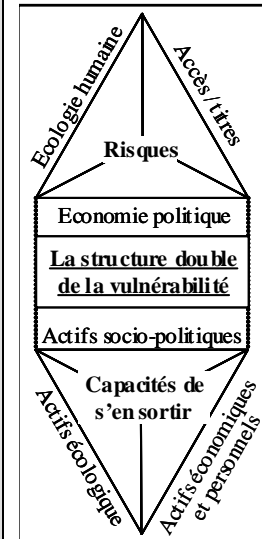 Ecologie humaine
Accès / titres
Risques
Economie politique
La structure double
de la vulnérabilité
Actifs socio-politiques
Capacités de
s'en sortir
Actifs écologique
Actifs économiques
et personnels